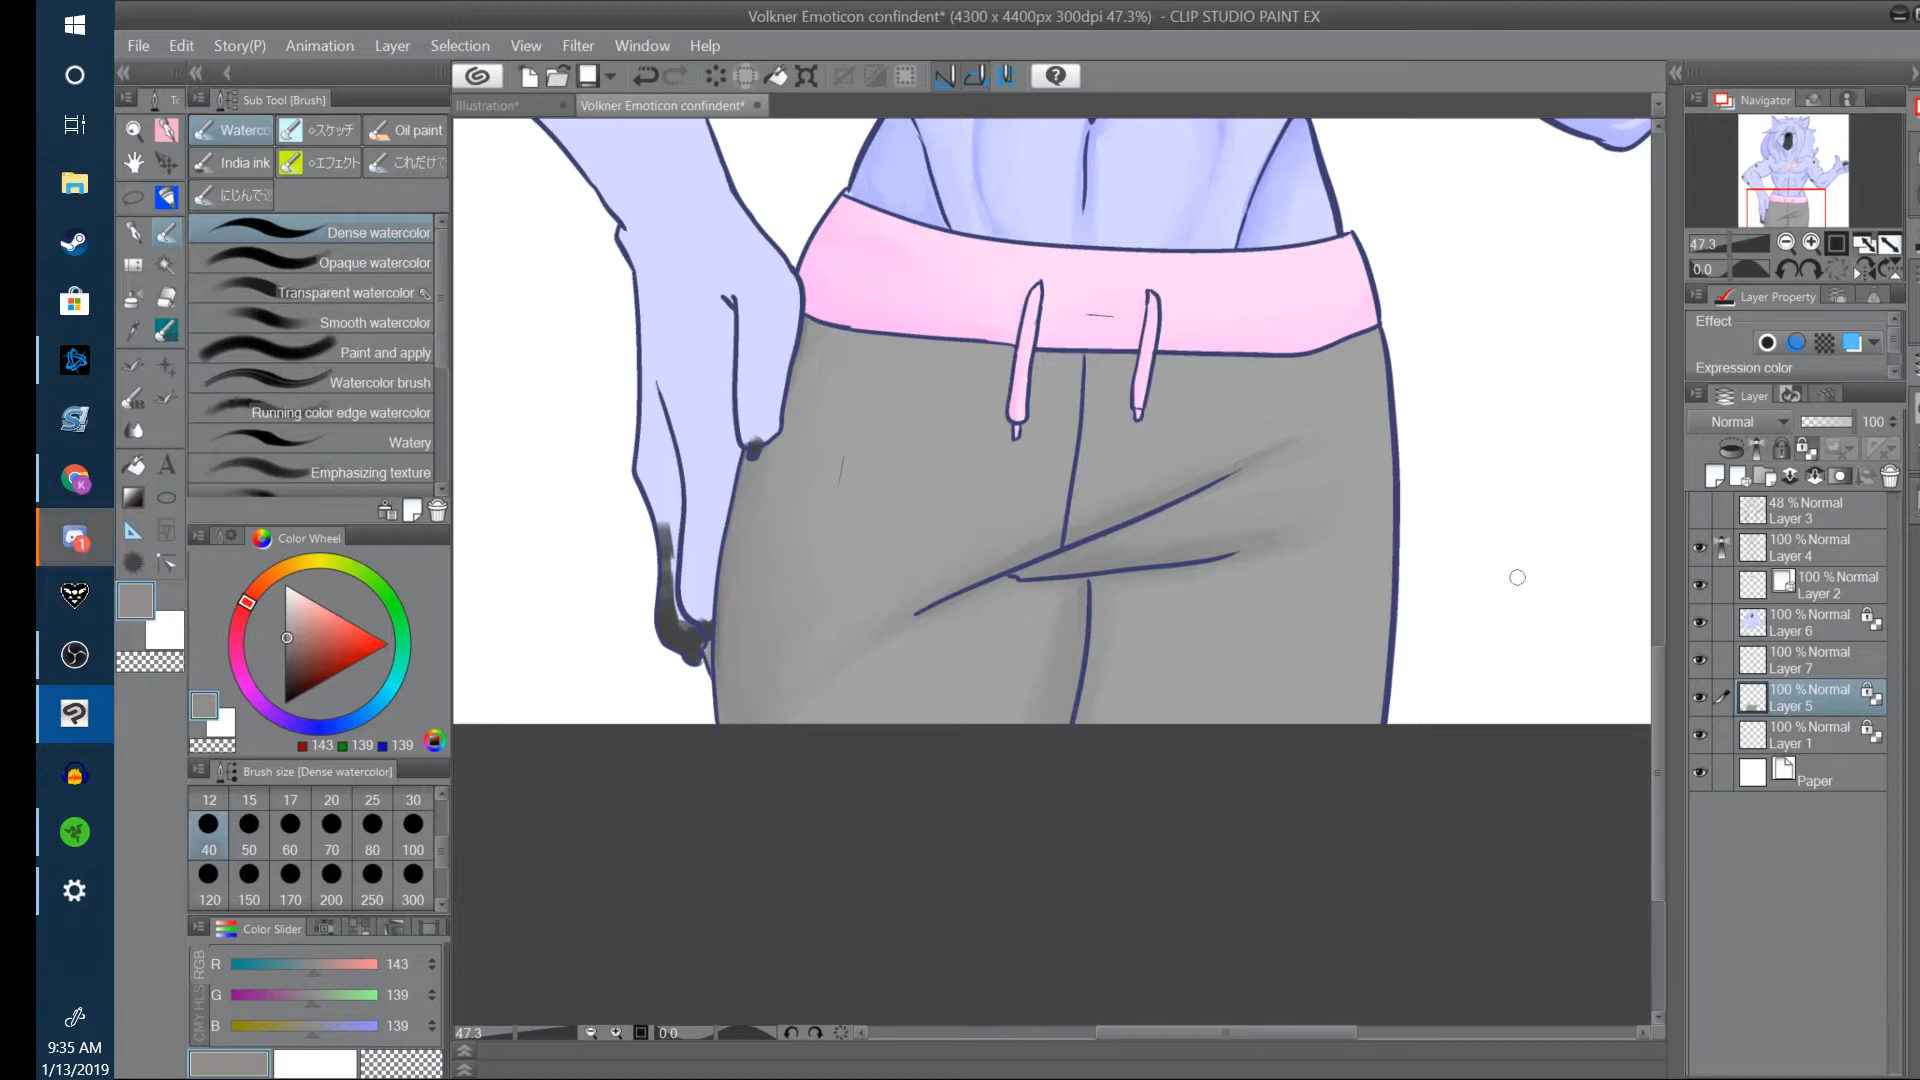 Volkner Emoticon confindent* (4300 x 4400px 300dpi 47.3%) - CLIP STUDIO PAINT EX
File Edit Story(P) Animation Layer Selection View Filter Window Help
Illustration* Volkner Emoticon confindent*
Sub Tool [Brush]
Waterco ○スケッチ Oil paint
India ink ○エフェクト これだけで
にじんで
Dense watercolor
Opaque watercolor
Transparent watercolor
Smooth watercolor
Paint and apply
Watercolor brush
Running color edge watercolor
Watery
Emphasizing texture
Color Wheel
143 139 139
Brush size [Dense watercolor]
12 15 17 20 25 30
40 50 60 70 80 100
120 150 170 200 250 300
Color Slider
RGB
HLS
CMY
R 143
G 139
B 139
47.3 0.0
Navigator
47.3
0.0
Layer Property
Effect
Expression color
Layer
Normal 100
48 % Normal
Layer 3
100 % Normal
Layer 4
100 % Normal
Layer 2
100 % Normal
Layer 6
100 % Normal
Layer 7
100 % Normal
Layer 5
100 % Normal
Layer 1
Paper
1
K
9:35 AM
1/13/2019